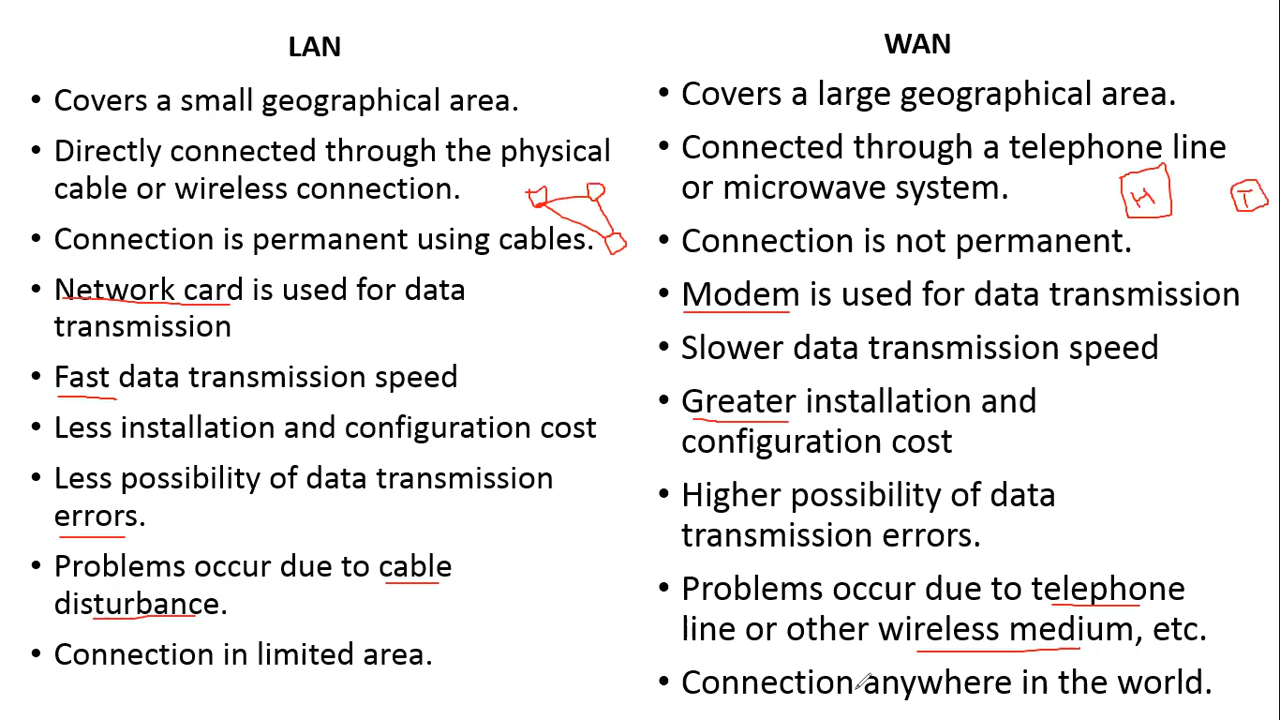 LAN
• Covers a small geographical area.
• Directly connected through the physical
cable or wireless connection.
• Connection is permanent using cables.
• Network card is used for data
transmission
• Fast data transmission speed
• Less installation and configuration cost
• Less possibility of data transmission
errors.
• Problems occur due to cable
disturbance.
• Connection in limited area.
WAN
• Covers a large geographical area.
• Connected through a telephone line
or microwave system.
H
T
• Connection is not permanent.
• Modem is used for data transmission
• Slower data transmission speed
• Greater installation and
configuration cost
• Higher possibility of data
transmission errors.
• Problems occur due to telephone
line or other wireless medium, etc.
• Connection anywhere in the world.